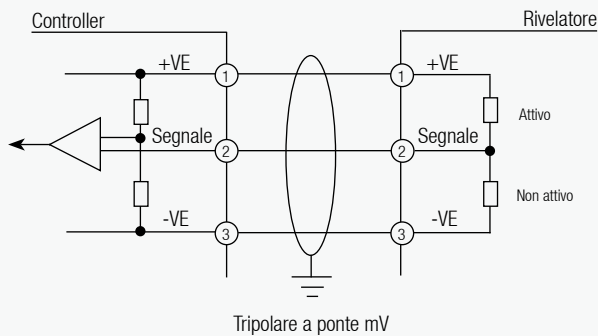 Controller
Rivelatore
+VE 1 1 +VE
Attivo
Segnale 2 2 Segnale
Non attivo
-VE 3 3 -VE
Tripolare a ponte mV